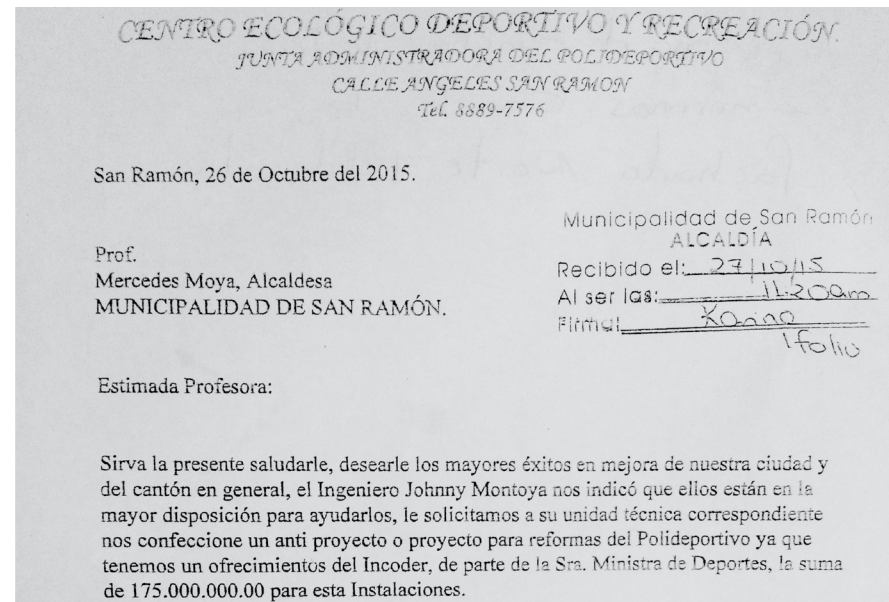 CENTRO ECOLÓGICO DEPORTIVO Y RECREACIÓN.
JUNTA ADMINISTRADORA DEL POLIDEPORTIVO
CALLE ANGELES SAN RAMON
Tel. 8889-7576
San Ramón, 26 de Octubre del 2015.
Municipalidad de San Ramón
ALCALDÍA
Recibido el: 27/10/15
Al ser las: 11:20am
Firma: Karina
1 folio
Prof.
Mercedes Moya, Alcaldesa
MUNICIPALIDAD DE SAN RAMÓN.
Estimada Profesora:
Sirva la presente saludarle, desearle los mayores éxitos en mejora de nuestra ciudad y
del cantón en general, el Ingeniero Johnny Montoya nos indicó que ellos están en la
mayor disposición para ayudarlos, le solicitamos a su unidad técnica correspondiente
nos confeccione un anti proyecto o proyecto para reformas del Polideportivo ya que
tenemos un ofrecimientos del Incoder, de parte de la Sra. Ministra de Deportes, la suma
de 175.000.000.00 para esta Instalaciones.